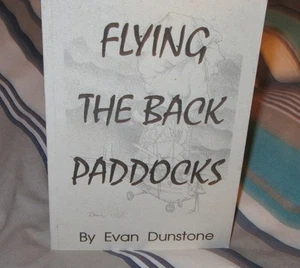 FLYING
THE BACK
PADDOCKS
By Evan Dunstone